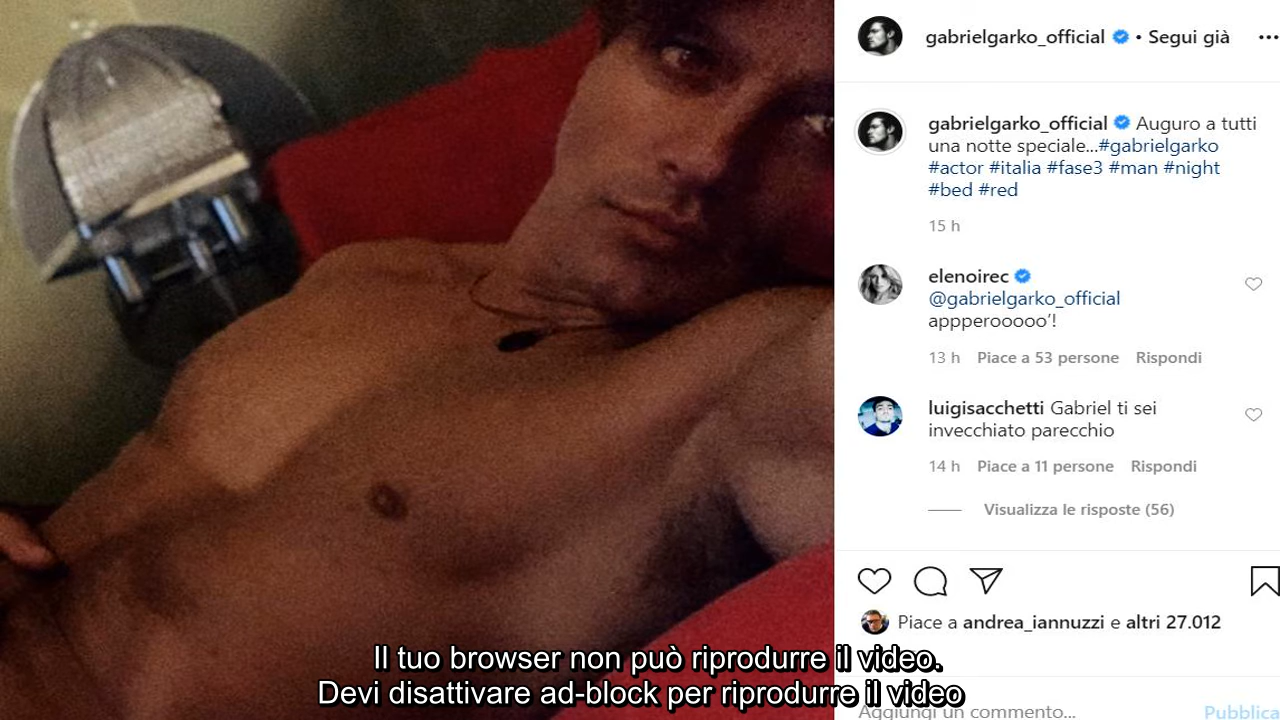 gabrielgarko_official • Segui già
gabrielgarko_official Auguro a tutti
una notte speciale...#gabrielgarko
#actor #italia #fase3 #man #night
#bed #red
15 h
elenoirec
@gabrielgarko_official
appperooooo'!
13 h Piace a 53 persone Rispondi
luigisacchetti Gabriel ti sei
invecchiato parecchio
14 h Piace a 11 persone Rispondi
Visualizza le risposte (56)
Piace a andrea_iannuzzi e altri 27.012
Il tuo browser non può riprodurre il video.
Devi disattivare ad-block per riprodurre il video
Aggiungi un commento... Pubblica